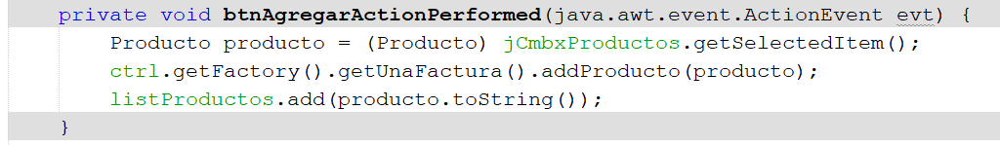 private void btnAgregarActionPerformed(java.awt.event.ActionEvent evt) {
Producto producto = (Producto) jCmbxProductos.getSelectedItem();
ctrl.getFactory().getUnaFactura().addProducto(producto);
listProductos.add(producto.toString());
}